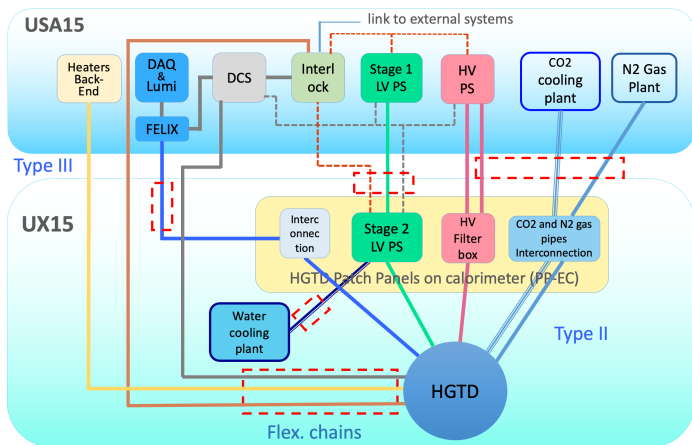 USA15
link to external systems
Heaters
Back-
End
DAQ
&
Lumi
FELIX
DCS
Interl
ock
Stage 1
LV PS
HV
PS
CO2
cooling
plant
N2 Gas
Plant
Type III
UX15
Interc
onnec
tion
Stage 2
LV PS
HV
Filter
box
CO2 and N2 gas
pipes
Interconnection
HGTD Patch Panels on calorimeter (PP-EC)
Water
cooling
plant
Type II
HGTD
Flex. chains